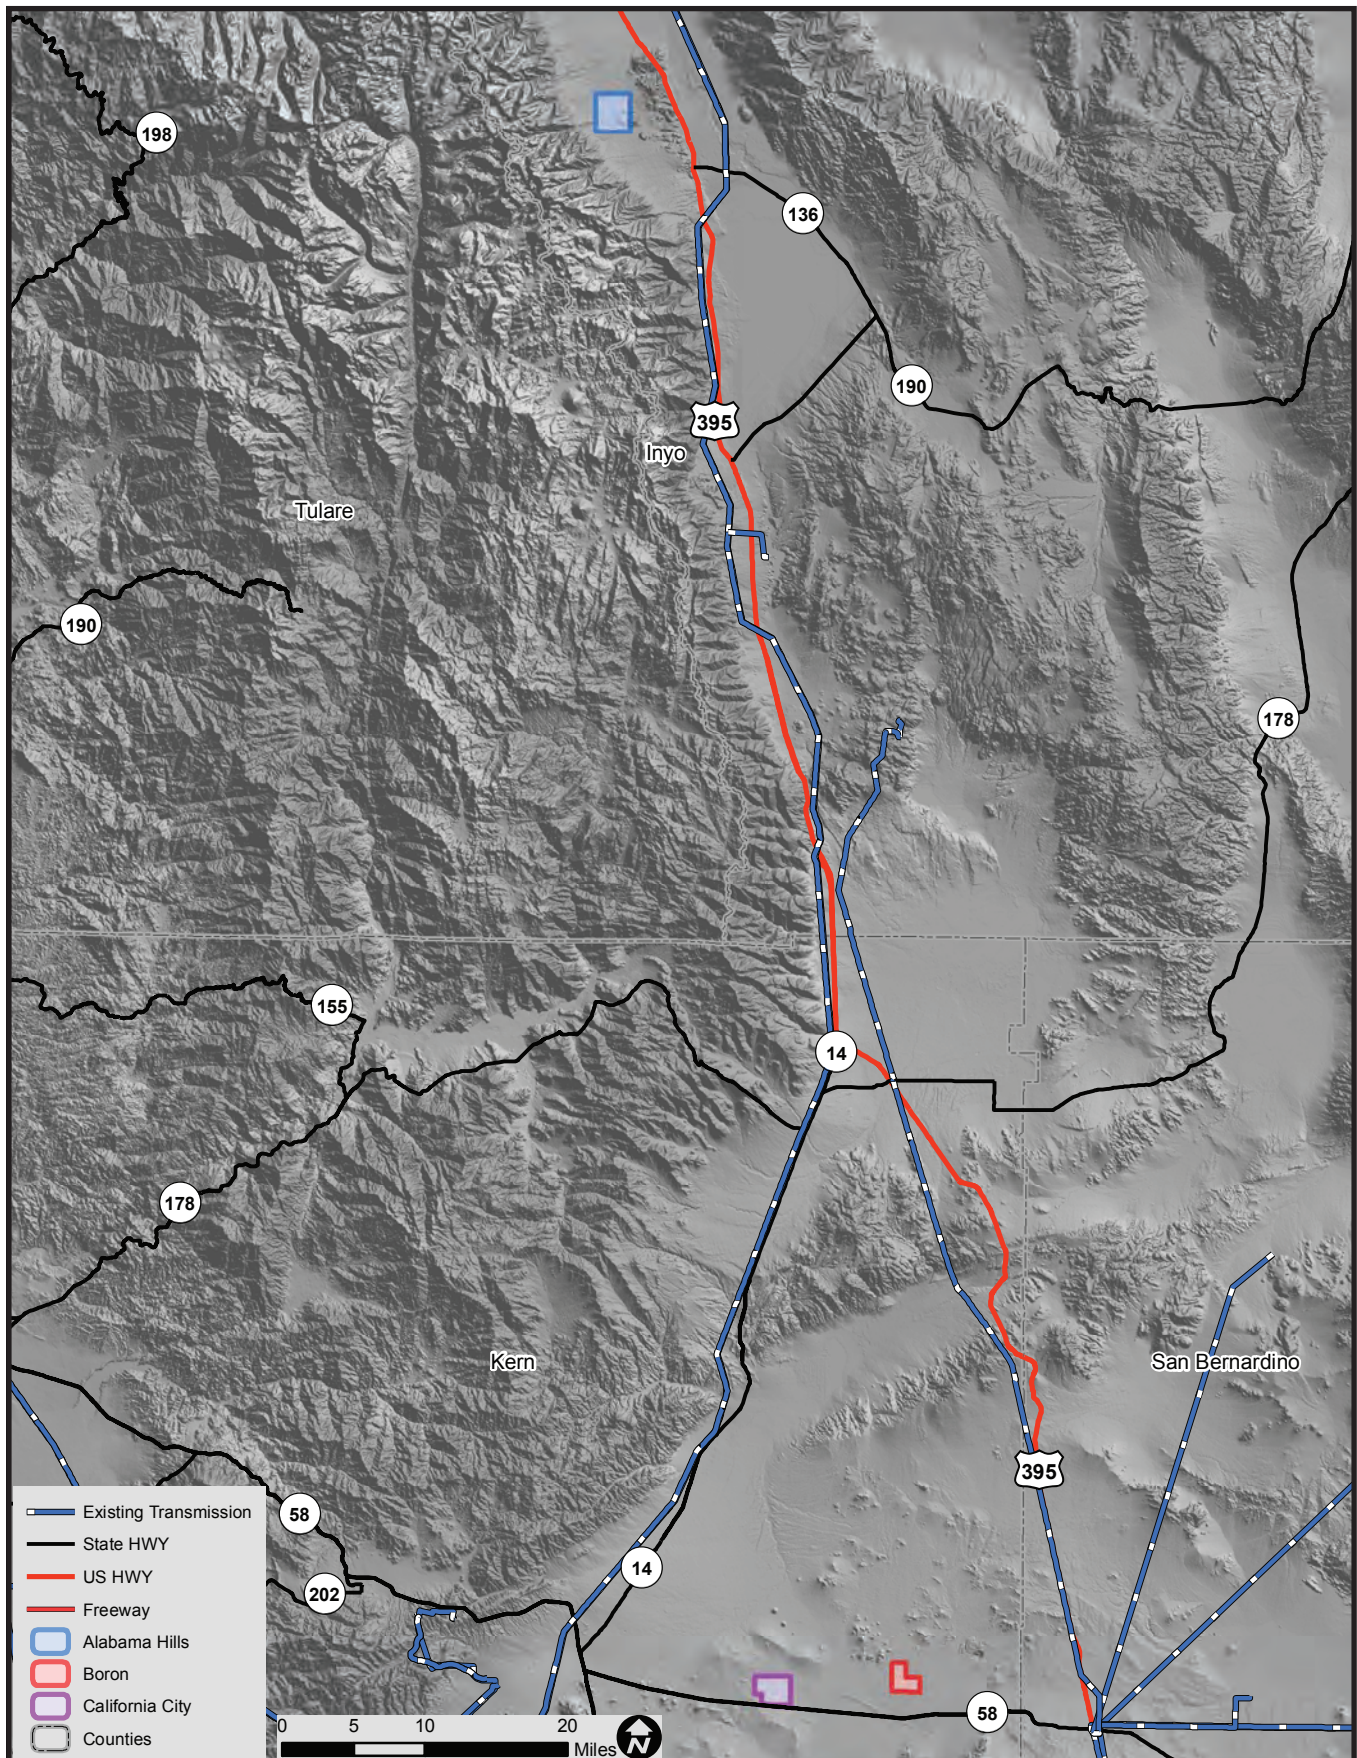 198
136
190
395
Inyo
Tulare
190
178
155
14
178
Kern
San Bernardino
395
58
14
202
58
Existing Transmission
State HWY
US HWY
Freeway
Alabama Hills
Boron
California City
Counties
0 5 10 20
Miles
N